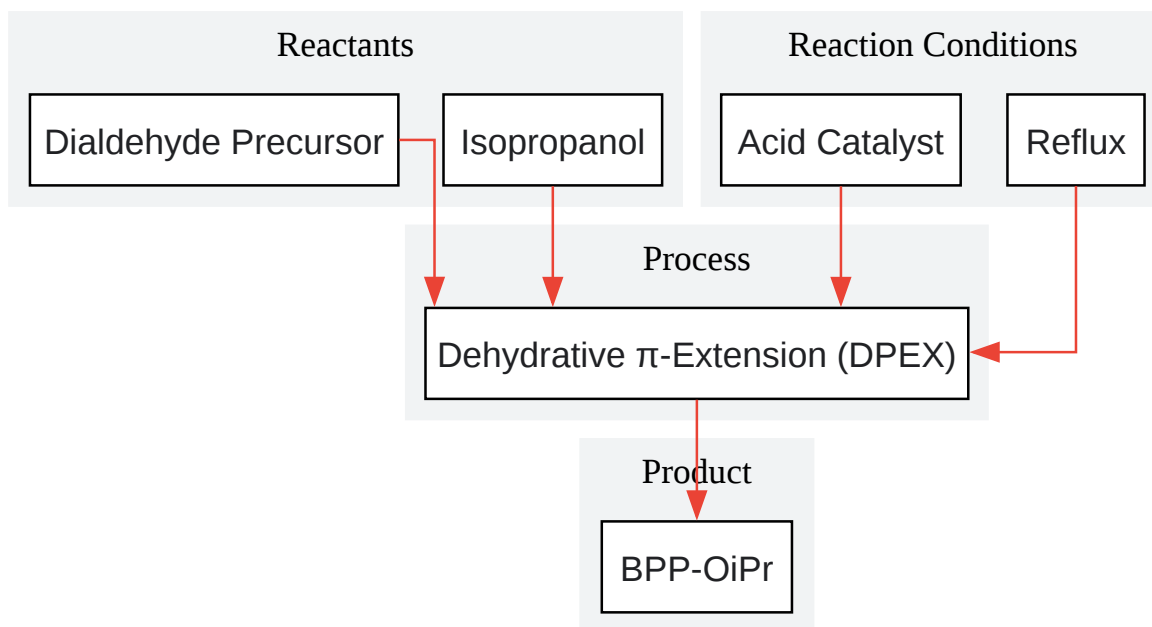 Reactants
Reaction Conditions
Dialdehyde Precursor
Isopropanol
Acid Catalyst
Reflux
Process
Dehydrative π-Extension (DPEX)
Product
BPP-OiPr